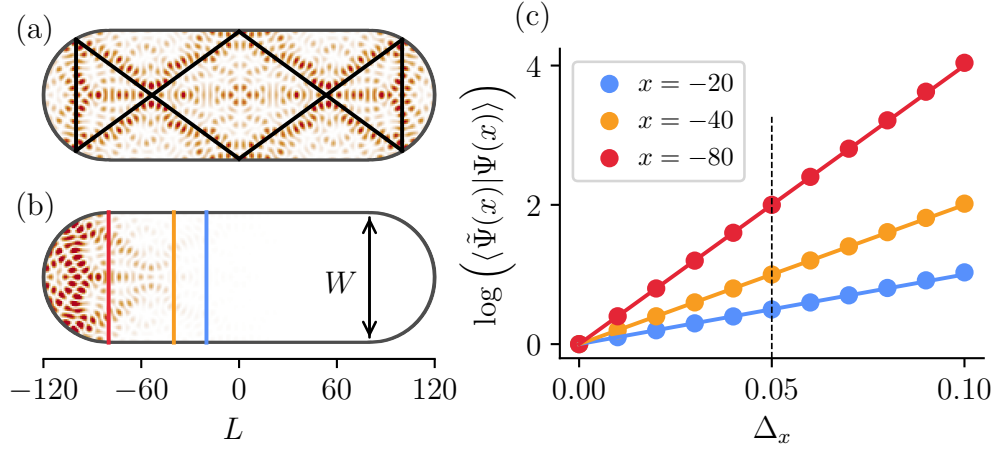 (a)
(b)
W
−120 −60 0 60 120
L
(c)
log (⟨Ψ̃(x)|Ψ(x)⟩)
4
2
0
x = −20
x = −40
x = −80
0.00 0.05 0.10
Δₓ